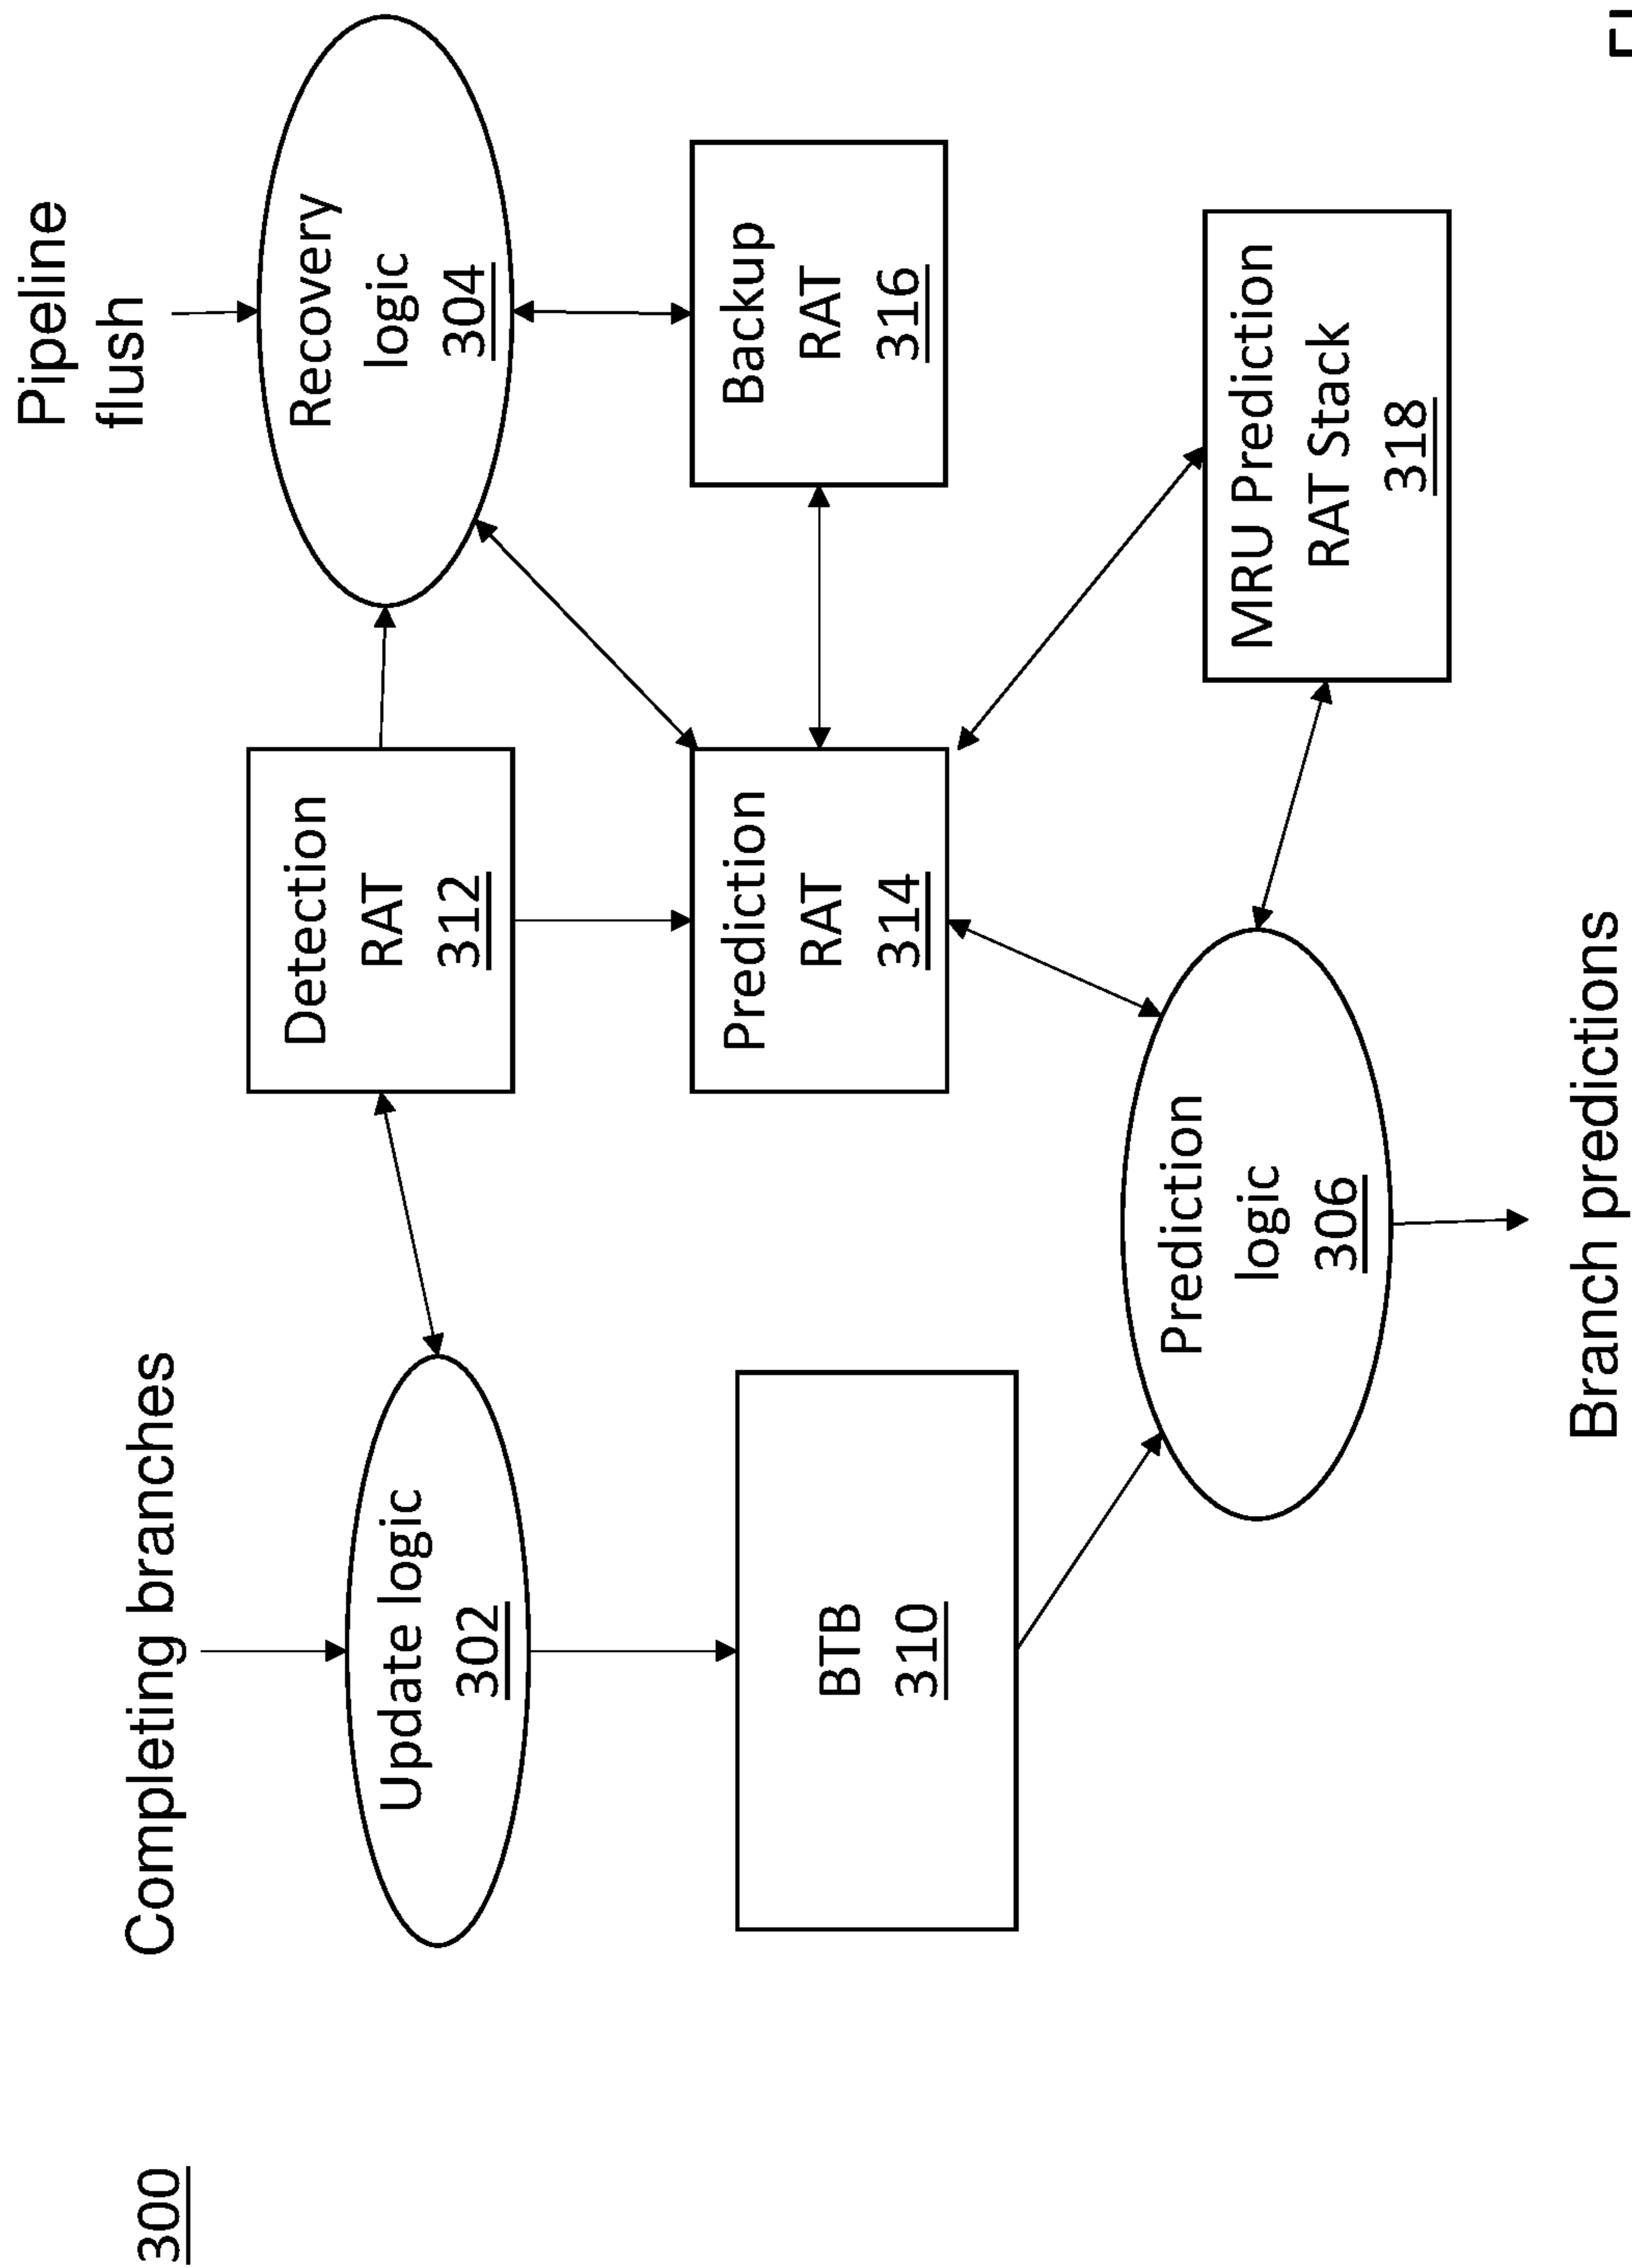 300
Completing branches
Pipeline
flush
Update logic
302
Detection
RAT
312
Recovery
logic
304
BTB
310
Prediction
RAT
314
Backup
RAT
316
Prediction
logic
306
MRU Prediction
RAT Stack
318
Branch predictions